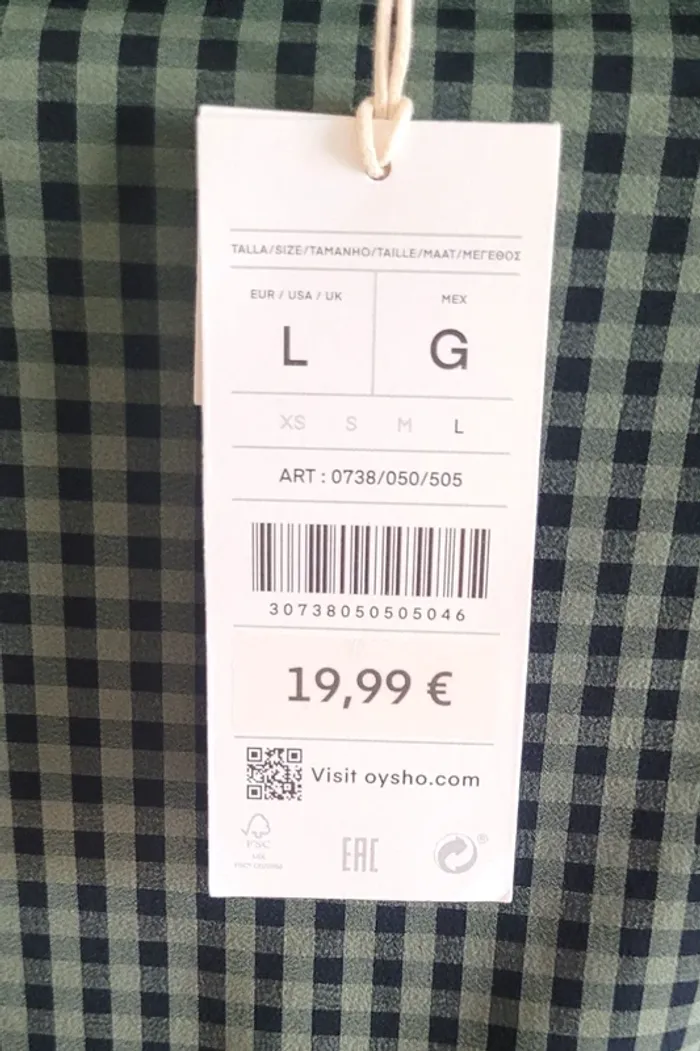 TALLA/SIZE/TAMANHO/TAILLE/MAAT/ΜΕΓΕΘΟΣ
EUR / USA / UK
MEX
L
G
XS S M L
ART : 0738/050/505
30738050505046
19,99 €
Visit oysho.com
FSC
EAC
®